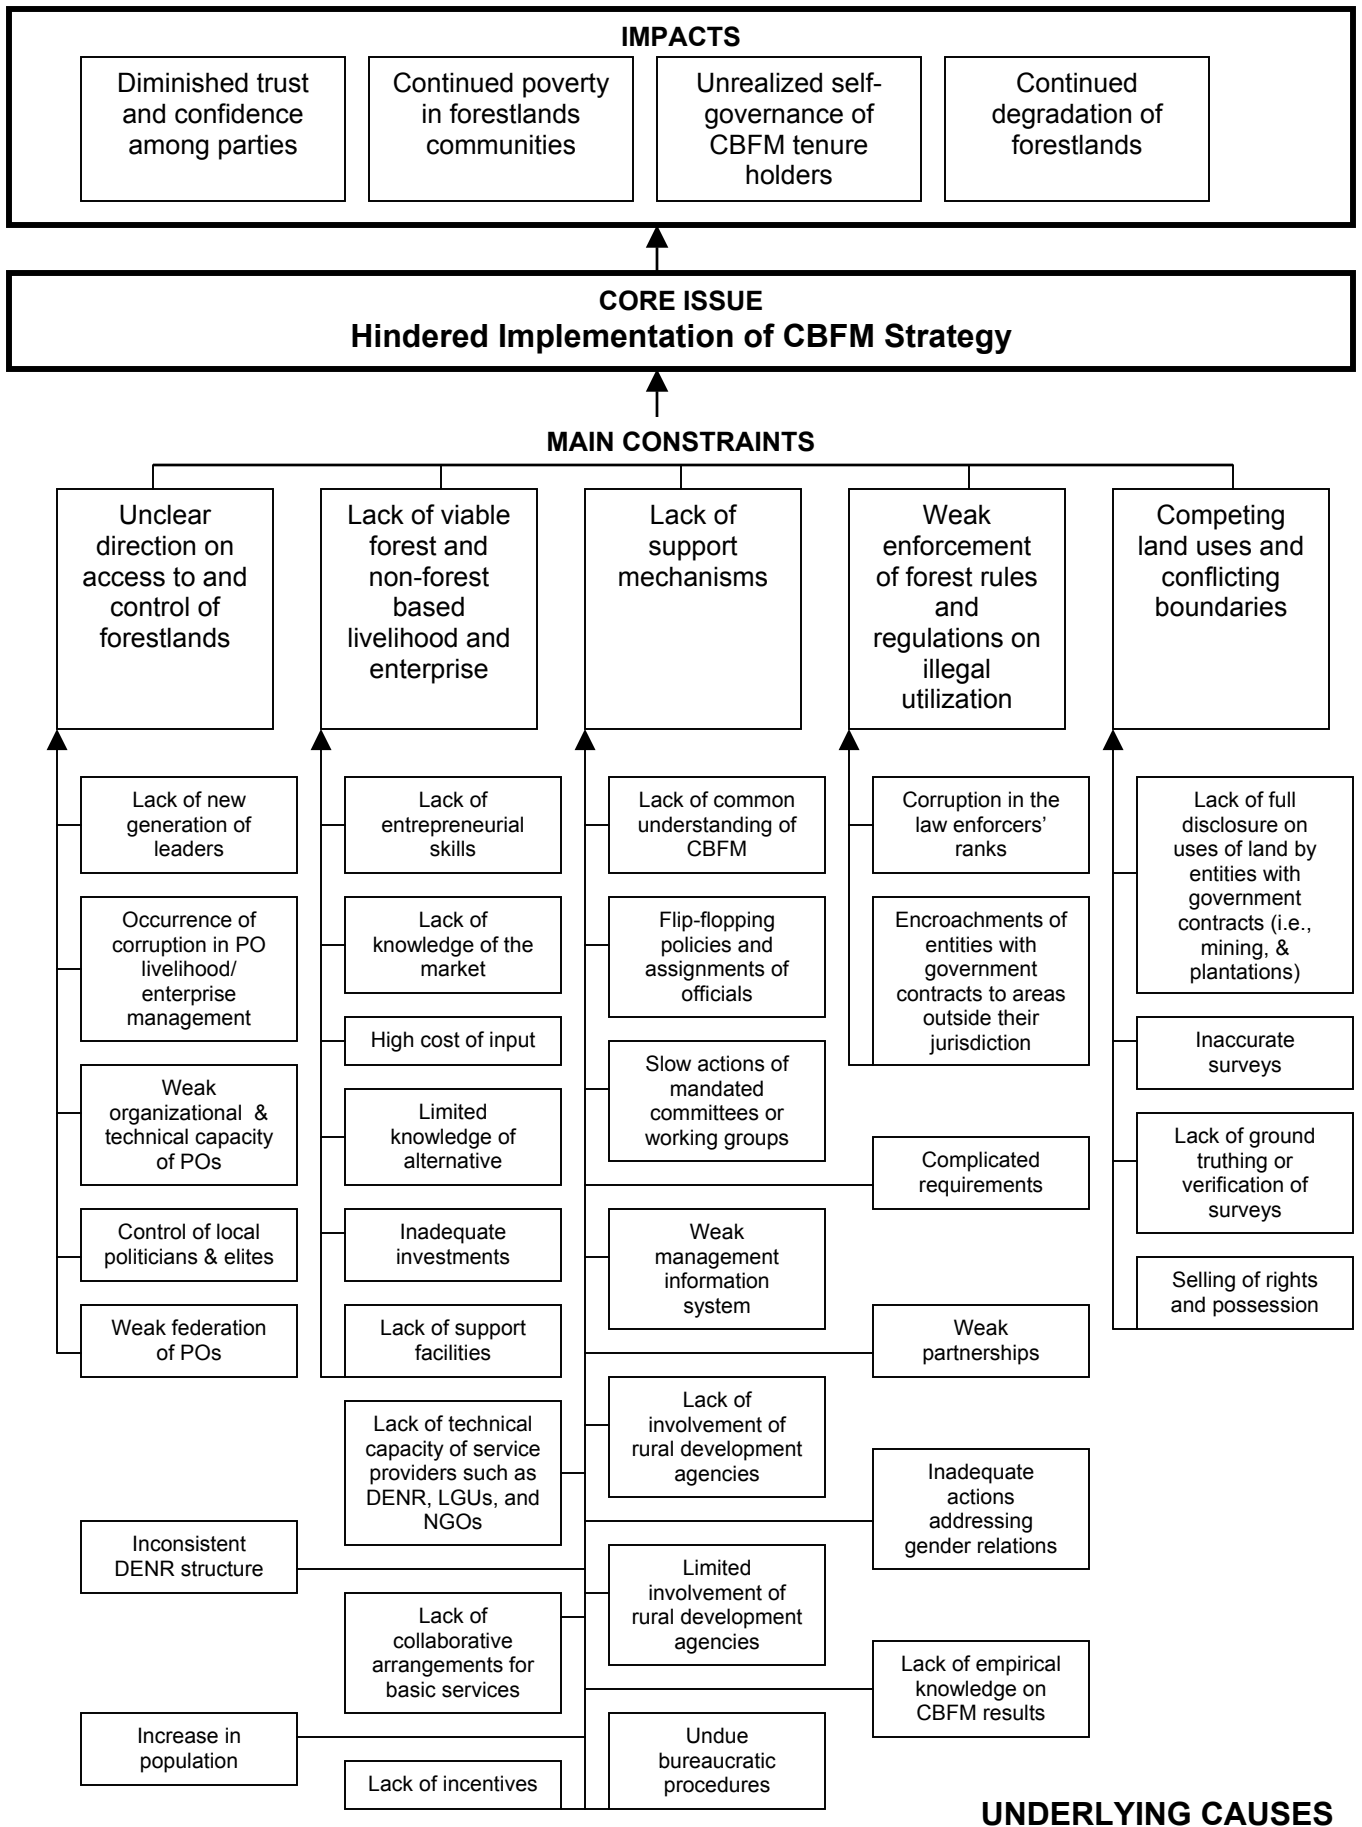 IMPACTS
Diminished trust
and confidence
among parties
Continued poverty
in forestlands
communities
Unrealized self-
governance of
CBFM tenure
holders
Continued
degradation of
forestlands
CORE ISSUE
Hindered Implementation of CBFM Strategy
MAIN CONSTRAINTS
Unclear
direction on
access to and
control of
forestlands
Lack of viable
forest and
non-forest
based
livelihood and
enterprise
Lack of
support
mechanisms
Weak
enforcement
of forest rules
and
regulations on
illegal
utilization
Competing
land uses and
conflicting
boundaries
Lack of new
generation of
leaders
Occurrence of
corruption in PO
livelihood/
enterprise
management
Weak
organizational &
technical capacity
of POs
Control of local
politicians & elites
Weak federation
of POs
Lack of
entrepreneurial
skills
Lack of
knowledge of the
market
High cost of input
Limited
knowledge of
alternative
Inadequate
investments
Lack of support
facilities
Lack of common
understanding of
CBFM
Flip-flopping
policies and
assignments of
officials
Slow actions of
mandated
committees or
working groups
Complicated
requirements
Weak
management
information
system
Weak
partnerships
Lack of
involvement of
rural development
agencies
Lack of technical
capacity of service
providers such as
DENR, LGUs, and
NGOs
Inadequate
actions
addressing
gender relations
Inconsistent
DENR structure
Limited
involvement of
rural development
agencies
Lack of
collaborative
arrangements for
basic services
Lack of empirical
knowledge on
CBFM results
Increase in
population
Undue
bureaucratic
procedures
Lack of incentives
Corruption in the
law enforcers’
ranks
Encroachments of
entities with
government
contracts to areas
outside their
jurisdiction
Lack of full
disclosure on
uses of land by
entities with
government
contracts (i.e.,
mining, &
plantations)
Inaccurate
surveys
Lack of ground
truthing or
verification of
surveys
Selling of rights
and possession
UNDERLYING CAUSES